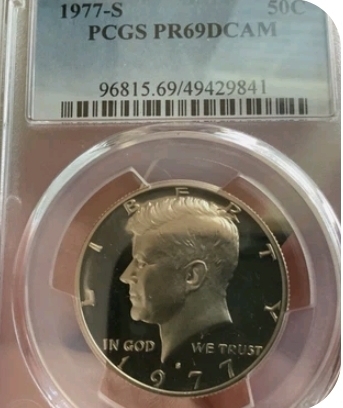 1977-S 50C
PCGS PR69DCAM
96815.69/49429841
LIBERTY
IN GOD WE TRUST
1977